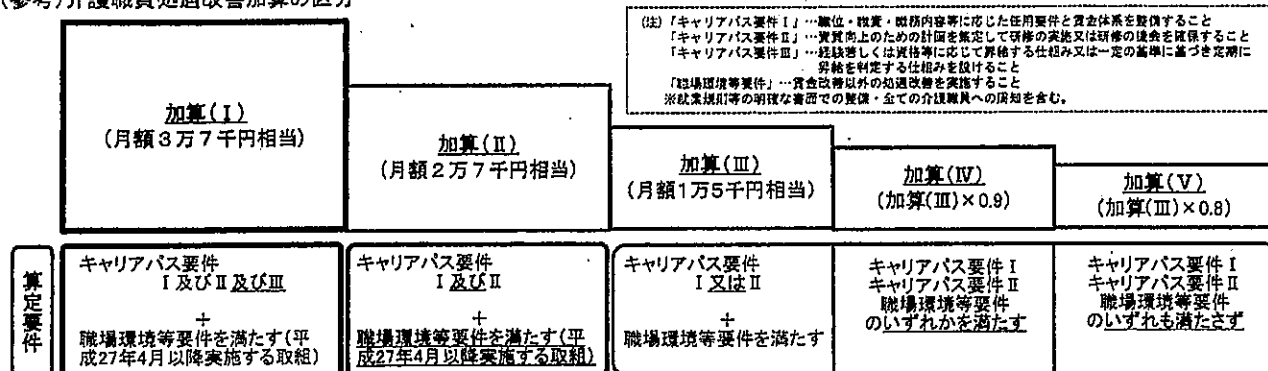 (参考)介護職員処遇改善加算の区分
(注)「キャリアパス要件Ⅰ」…職位・職責・職務内容等に応じた任用要件と賃金体系を整備すること
「キャリアパス要件Ⅱ」…資質向上のための計画を策定して研修の実施又は研修の機会を確保すること
「キャリアパス要件Ⅲ」…経験若しくは資格等に応じて昇給する仕組み又は一定の基準に基づき定期に
昇給を判定する仕組みを設けること
「職場環境等要件」…賃金改善以外の処遇改善を実施すること
※就業規則等の明確な書面での整備・全ての介護職員への周知を含む。
加算(Ⅰ)
(月額3万7千円相当)
加算(Ⅱ)
(月額2万7千円相当)
加算(Ⅲ)
(月額1万5千円相当)
加算(Ⅳ)
(加算(Ⅲ)×0.9)
加算(Ⅴ)
(加算(Ⅲ)×0.8)
算定要件
キャリアパス要件
Ⅰ及びⅡ及びⅢ
+
職場環境等要件を満たす(平
成27年4月以降実施する取組)
キャリアパス要件
Ⅰ及びⅡ
+
職場環境等要件を満たす(平
成27年4月以降実施する取組)
キャリアパス要件
Ⅰ又はⅡ
+
職場環境等要件を満たす
キャリアパス要件Ⅰ
キャリアパス要件Ⅱ
職場環境等要件
のいずれかを満たす
キャリアパス要件Ⅰ
キャリアパス要件Ⅱ
職場環境等要件
のいずれも満たさず